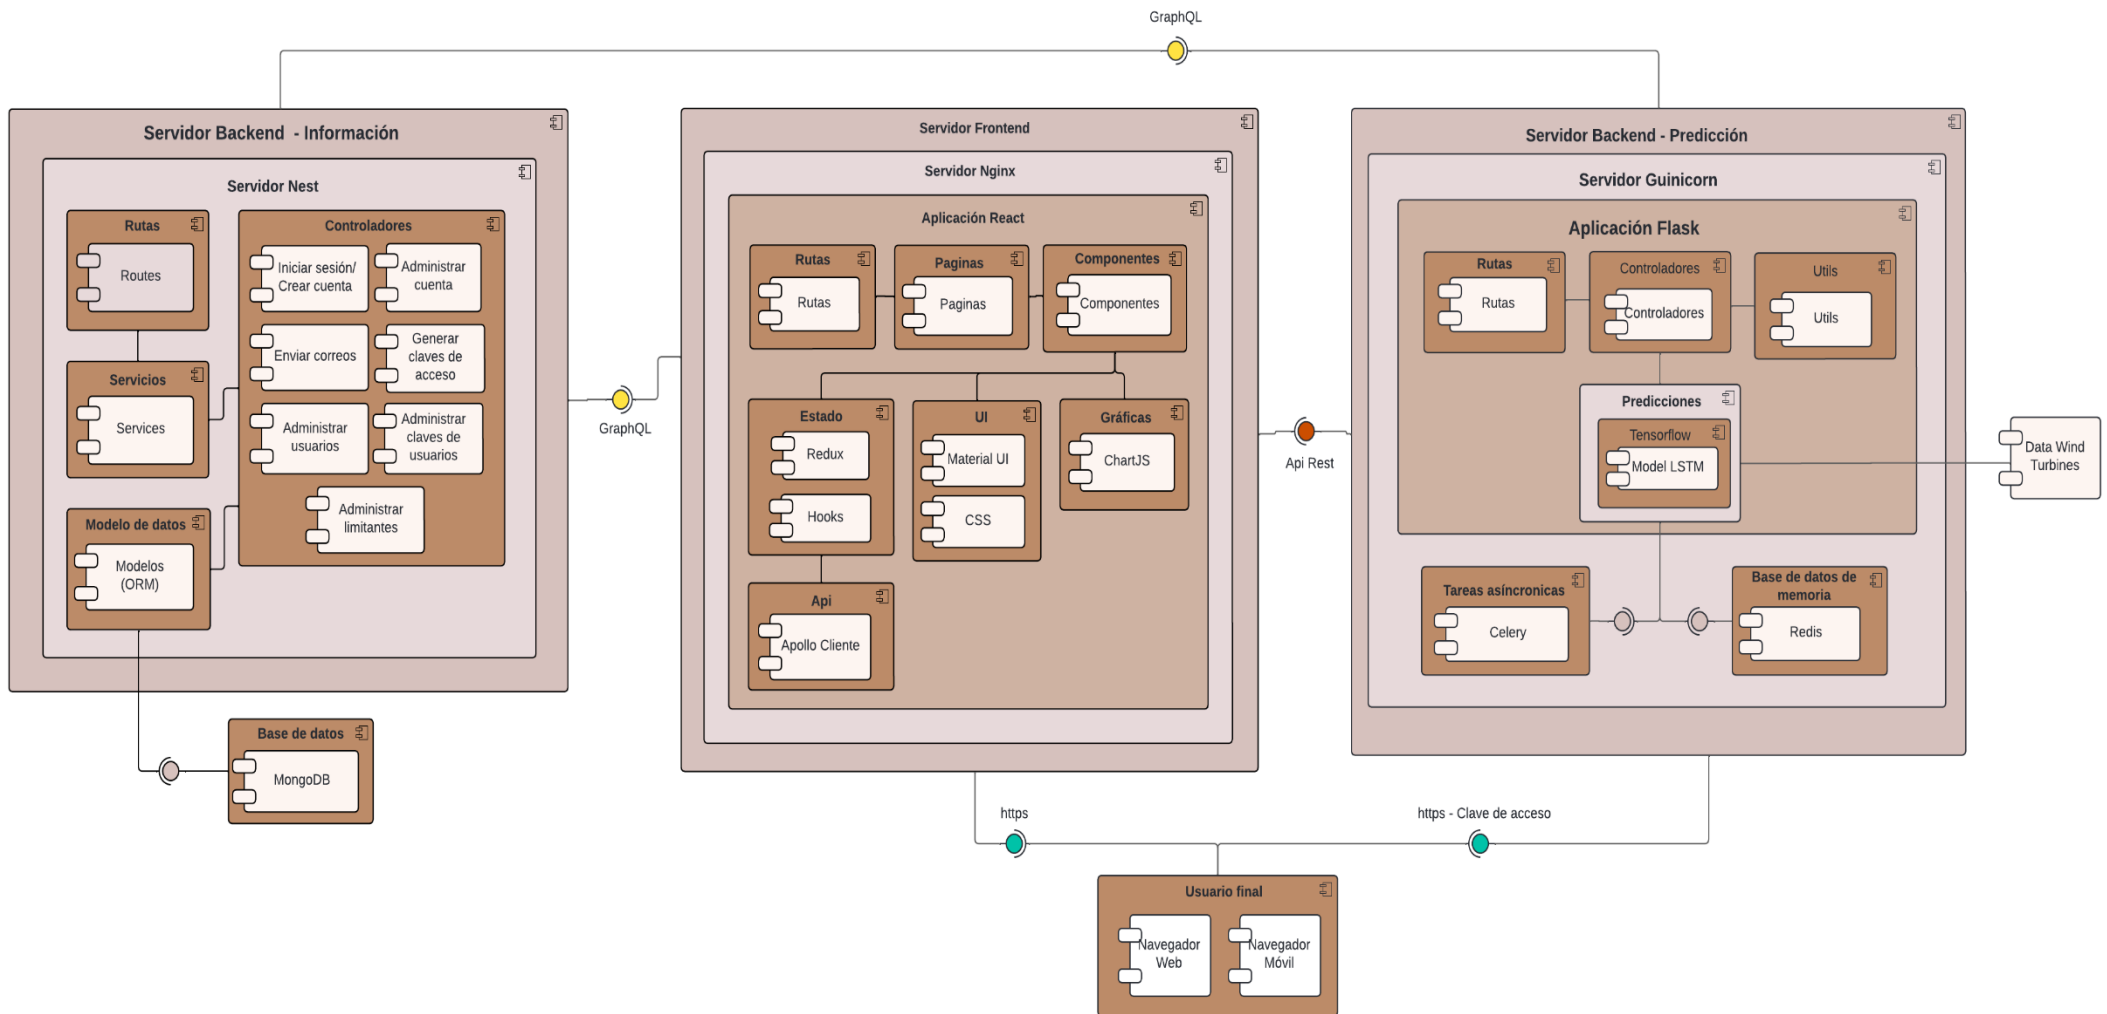 GraphQL
Servidor Backend  - Información
Servidor Nest
Rutas
Routes
Servicios
Services
Modelo de datos
Modelos
(ORM)
Controladores
Iniciar sesión/
Crear cuenta
Administrar
cuenta
Enviar correos
Generar
claves de
acceso
Administrar
usuarios
Administrar
claves de
usuarios
Administrar
limitantes
Base de datos
MongoDB
GraphQL
Servidor Frontend
Servidor Nginx
Aplicación React
Rutas
Rutas
Paginas
Paginas
Componentes
Componentes
Estado
Redux
Hooks
UI
Material UI
CSS
Gráficas
ChartJS
Api
Apollo Cliente
Api Rest
Servidor Backend - Predicción
Servidor Guinicorn
Aplicación Flask
Rutas
Rutas
Controladores
Controladores
Utils
Utils
Predicciones
Tensorflow
Model LSTM
Tareas asíncronicas
Celery
Base de datos de
memoria
Redis
Data Wind
Turbines
https
https - Clave de acceso
Usuario final
Navegador
Web
Navegador
Móvil